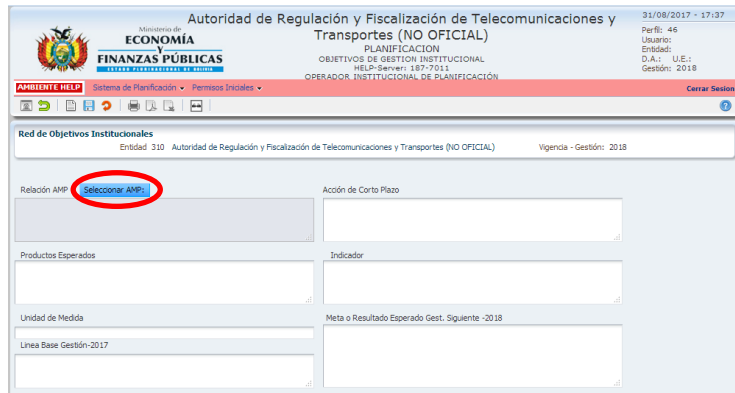 Ministerio de
ECONOMÍA
Y
FINANZAS PÚBLICAS
ESTADO PLURINACIONAL DE BOLIVIA
Autoridad de Regulación y Fiscalización de Telecomunicaciones y
Transportes (NO OFICIAL)
PLANIFICACION
OBJETIVOS DE GESTION INSTITUCIONAL
HELP-Server: 187-7011
OPERADOR INSTITUCIONAL DE PLANIFICACIÓN
31/08/2017 - 17:37
Perfil: 46
Usuario:
Entidad:
D.A.: U.E.:
Gestión: 2018
AMBIENTE HELP Sistema de Planificación Permisos Iniciales Cerrar Sesion
Red de Objetivos Institucionales
Entidad 310 Autoridad de Regulación y Fiscalización de Telecomunicaciones y Transportes (NO OFICIAL) Vigencia - Gestión: 2018
Relación AMP Seleccionar AMP: Acción de Corto Plazo
Productos Esperados Indicador
Unidad de Medida Meta o Resultado Esperado Gest. Siguiente -2018
Linea Base Gestión-2017